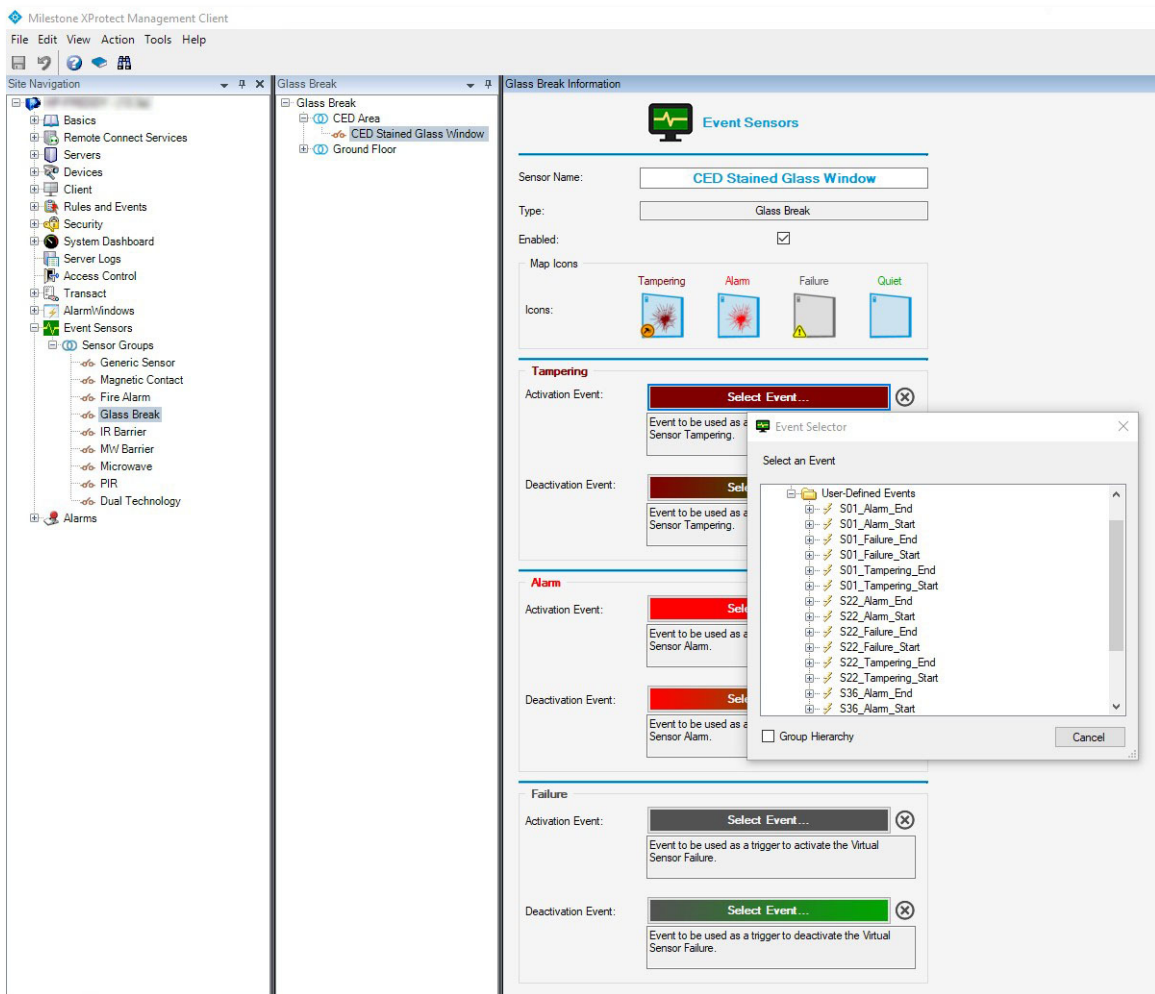 Milestone XProtect Management Client
File Edit View Action Tools Help
Site Navigation
Basics
Remote Connect Services
Servers
Devices
Client
Rules and Events
Security
System Dashboard
Server Logs
Access Control
Transact
AlarmWindows
Event Sensors
Sensor Groups
Generic Sensor
Magnetic Contact
Fire Alarm
Glass Break
IR Barrier
MW Barrier
Microwave
PIR
Dual Technology
Alarms
Glass Break
Glass Break
CED Area
CED Stained Glass Window
Ground Floor
Glass Break Information
Event Sensors
Sensor Name: CED Stained Glass Window
Type: Glass Break
Enabled:
Map Icons
Tampering Alarm Failure Quiet
Icons:
Tampering
Activation Event: Select Event...
Event to be used as a
Sensor Tampering.
Deactivation Event: Sele
Event to be used as a
Sensor Tampering.
Alarm
Activation Event: Sele
Event to be used as a
Sensor Alarm.
Deactivation Event: Sele
Event to be used as a
Sensor Alarm.
Failure
Activation Event: Select Event...
Event to be used as a trigger to activate the Virtual
Sensor Failure.
Deactivation Event: Select Event...
Event to be used as a trigger to deactivate the Virtual
Sensor Failure.
Event Selector
Select an Event
User-Defined Events
S01_Alarm_End
S01_Alarm_Start
S01_Failure_End
S01_Failure_Start
S01_Tampering_End
S01_Tampering_Start
S22_Alarm_End
S22_Alarm_Start
S22_Failure_End
S22_Failure_Start
S22_Tampering_End
S22_Tampering_Start
S36_Alarm_End
S36_Alarm_Start
Group Hierarchy
Cancel